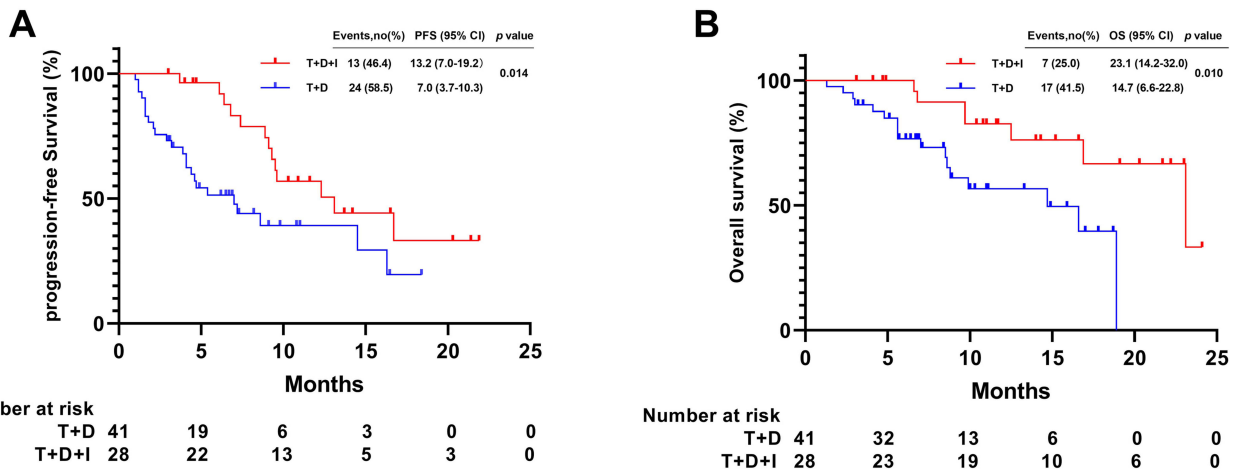 A
Events,no(%) PFS (95% CI) p value
T+D+I 13 (46.4) 13.2 (7.0-19.2)
0.014
T+D 24 (58.5) 7.0 (3.7-10.3)
progression-free Survival (%)
100
50
0
0 5 10 15 20 25
Months
ber at risk
T+D 41 19 6 3 0 0
T+D+I 28 22 13 5 3 0
B
Events,no(%) OS (95% CI) p value
T+D+I 7 (25.0) 23.1 (14.2-32.0)
0.010
T+D 17 (41.5) 14.7 (6.6-22.8)
Overall survival (%)
100
50
0
0 5 10 15 20 25
Months
Number at risk
T+D 41 32 13 6 0 0
T+D+I 28 23 19 10 6 0